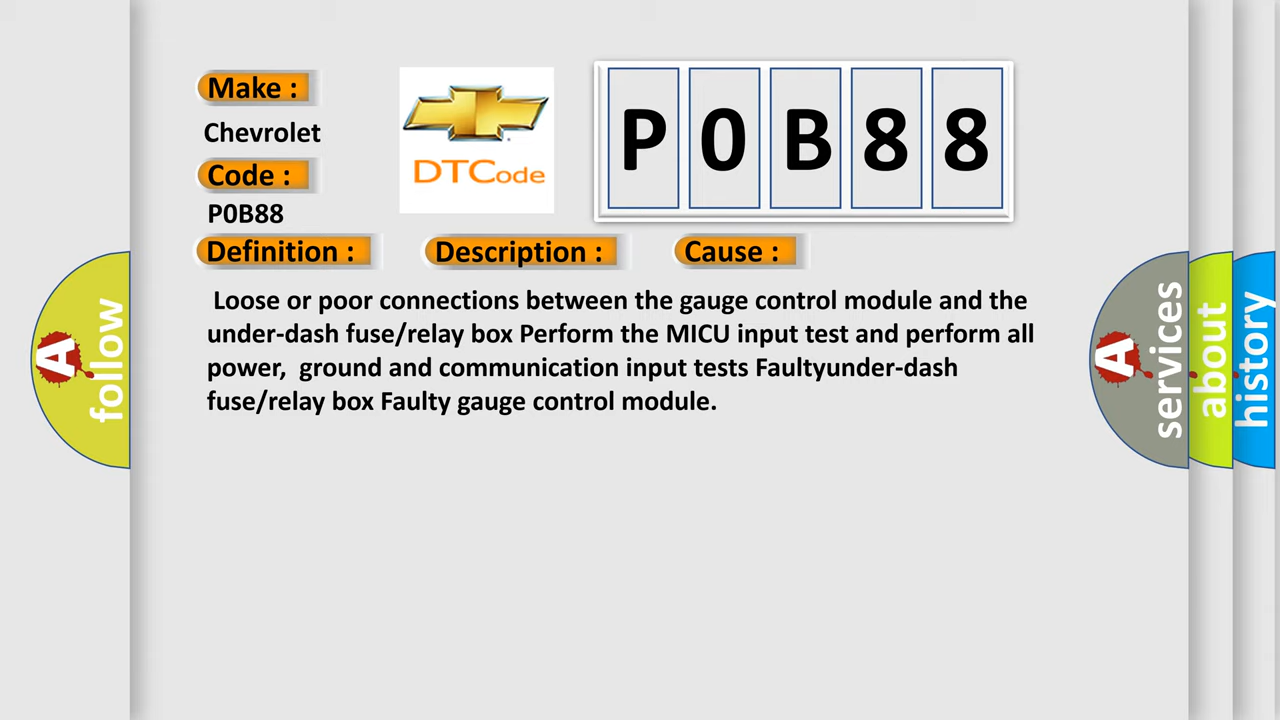 Make :
Chevrolet
Code :
P0B88
DTCode
P0B88
Definition :
Description :
Cause :
Loose or poor connections between the gauge control module and the
under-dash fuse/relay box Perform the MICU input test and perform all
power,  ground and communication input tests Faultyunder-dash
fuse/relay box Faulty gauge control module.
A
follow
A
services
about
history